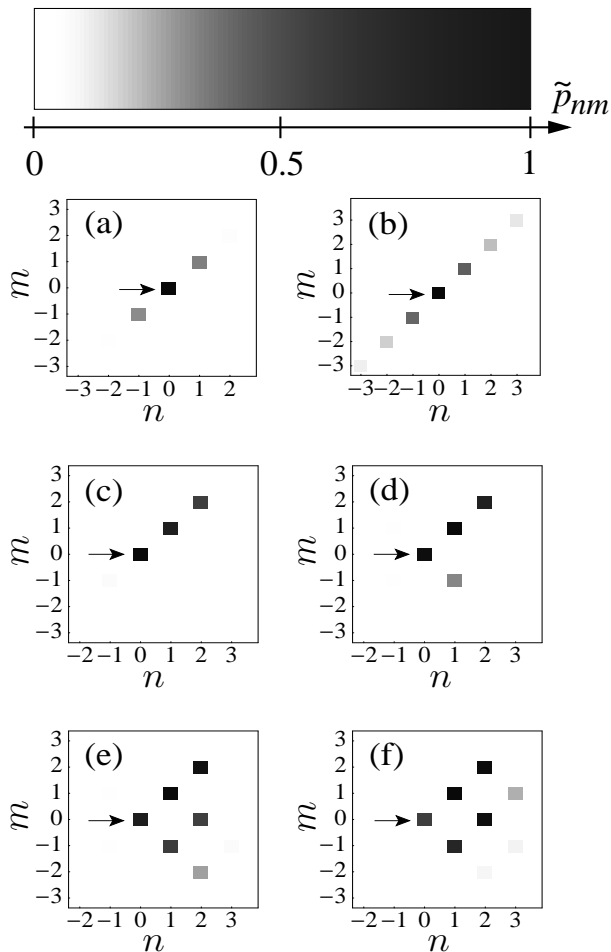 p̃nm
0 0.5 1
(a) (b)
m 3 2 1 0 −1 −2 −3
−3 −2 −1 0 1 2
n
m 3 2 1 0 −1 −2 −3
−3 −2 −1 0 1 2 3
n
(c) (d)
m 3 2 1 0 −1 −2 −3
−2 −1 0 1 2 3
n
m 3 2 1 0 −1 −2 −3
−2 −1 0 1 2 3
n
(e) (f)
m 3 2 1 0 −1 −2 −3
−2 −1 0 1 2 3
n
m 3 2 1 0 −1 −2 −3
−2 −1 0 1 2 3
n